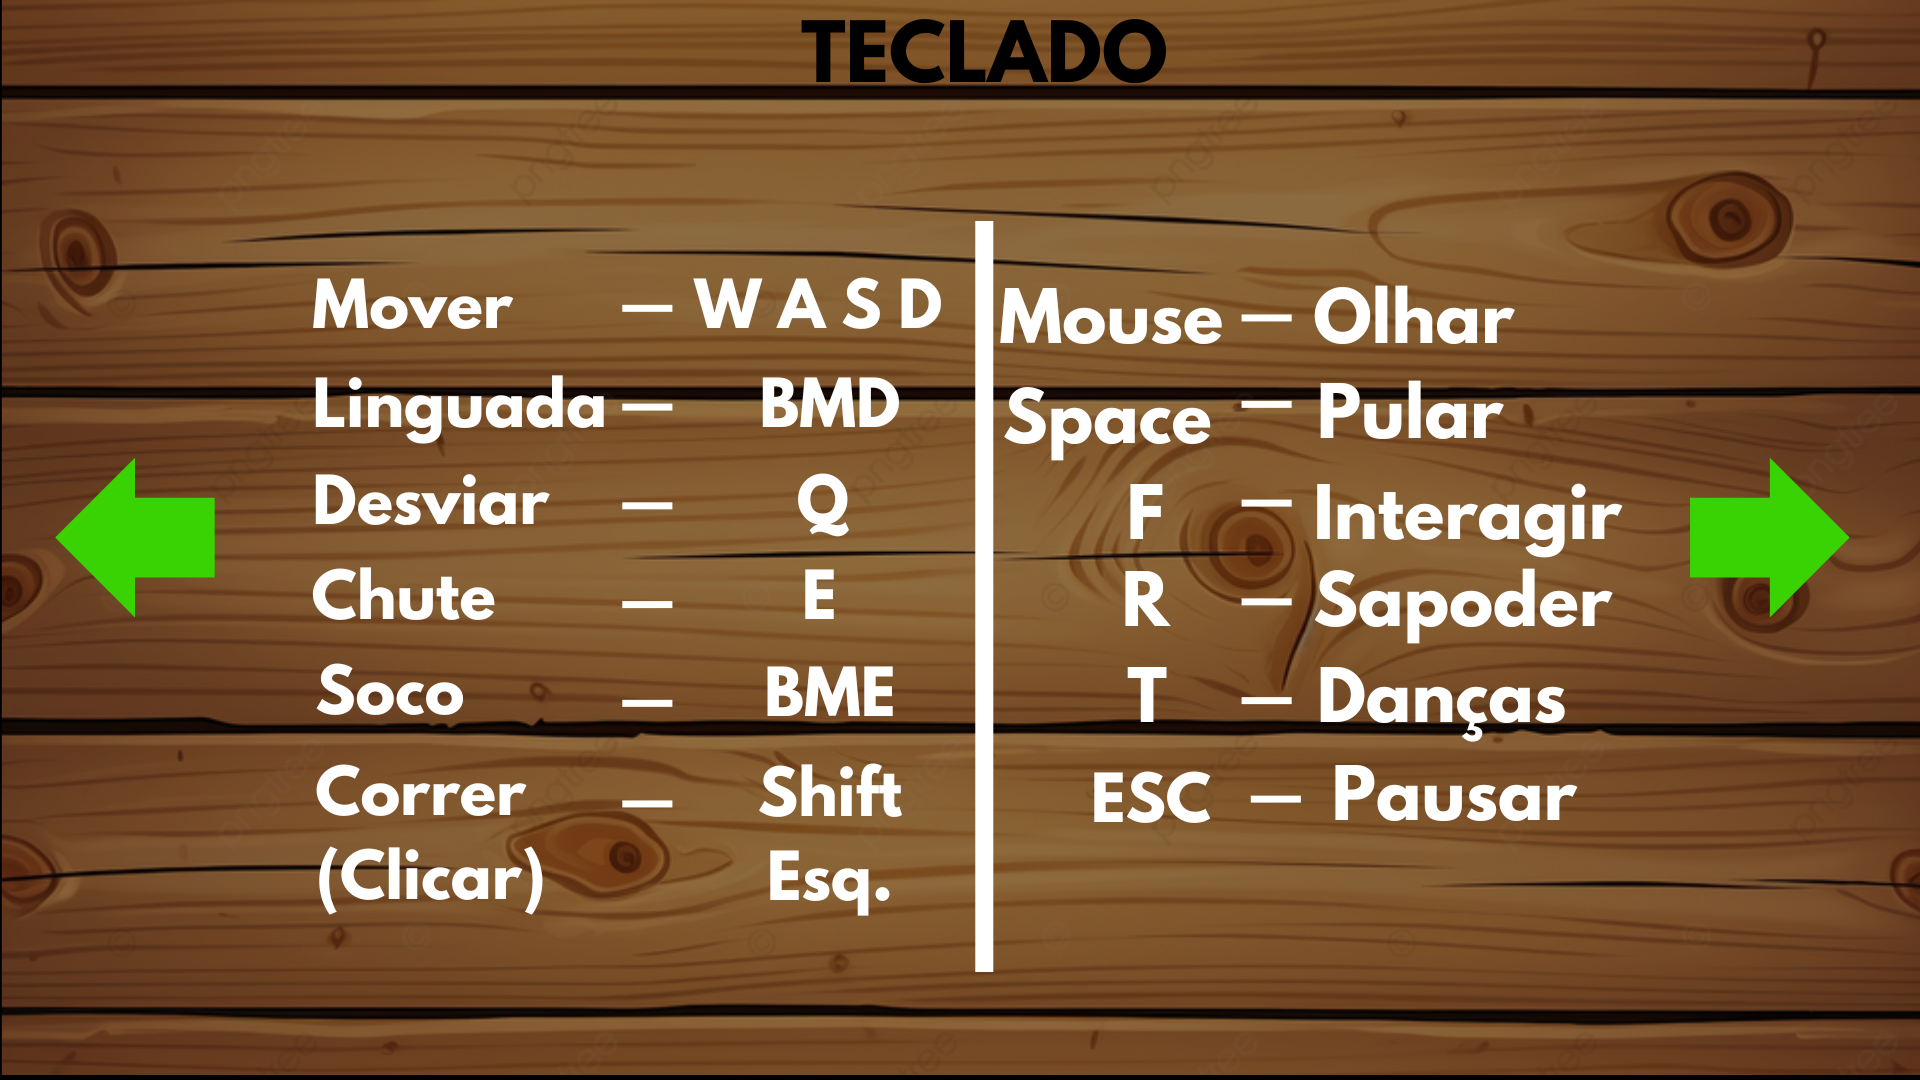 TECLADO
Mover — W A S D
Linguada — BMD
Desviar — Q
Chute — E
Soco — BME
Correr — Shift
(Clicar) Esq.
Mouse — Olhar
Space — Pular
F — Interagir
R — Sapoder
T — Danças
ESC — Pausar
pngtree